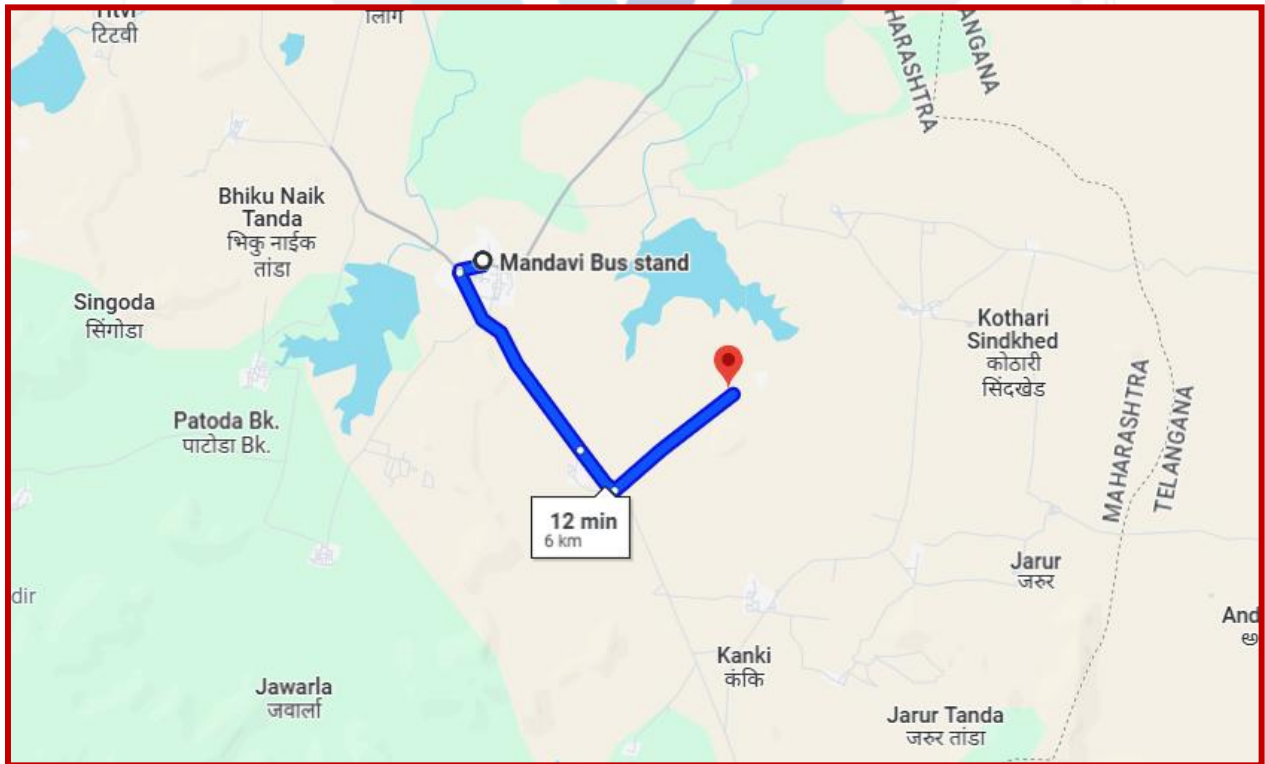 टिटवी
Bhiku Naik
Tanda
भिकु नाईक
तांडा
Mandavi Bus stand
Singoda
सिंगोडा
Kothari
Sindkhed
कोठारी
सिंदखेड
Patoda Bk.
पाटोडा Bk.
12 min
6 km
MAHARASHTRA
TELANGANA
Jarur
जरुर
dir
And
Kanki
कंकि
Jawarla
जवार्ला
Jarur Tanda
जरुर तांडा
HARASHTRA
ANGANA